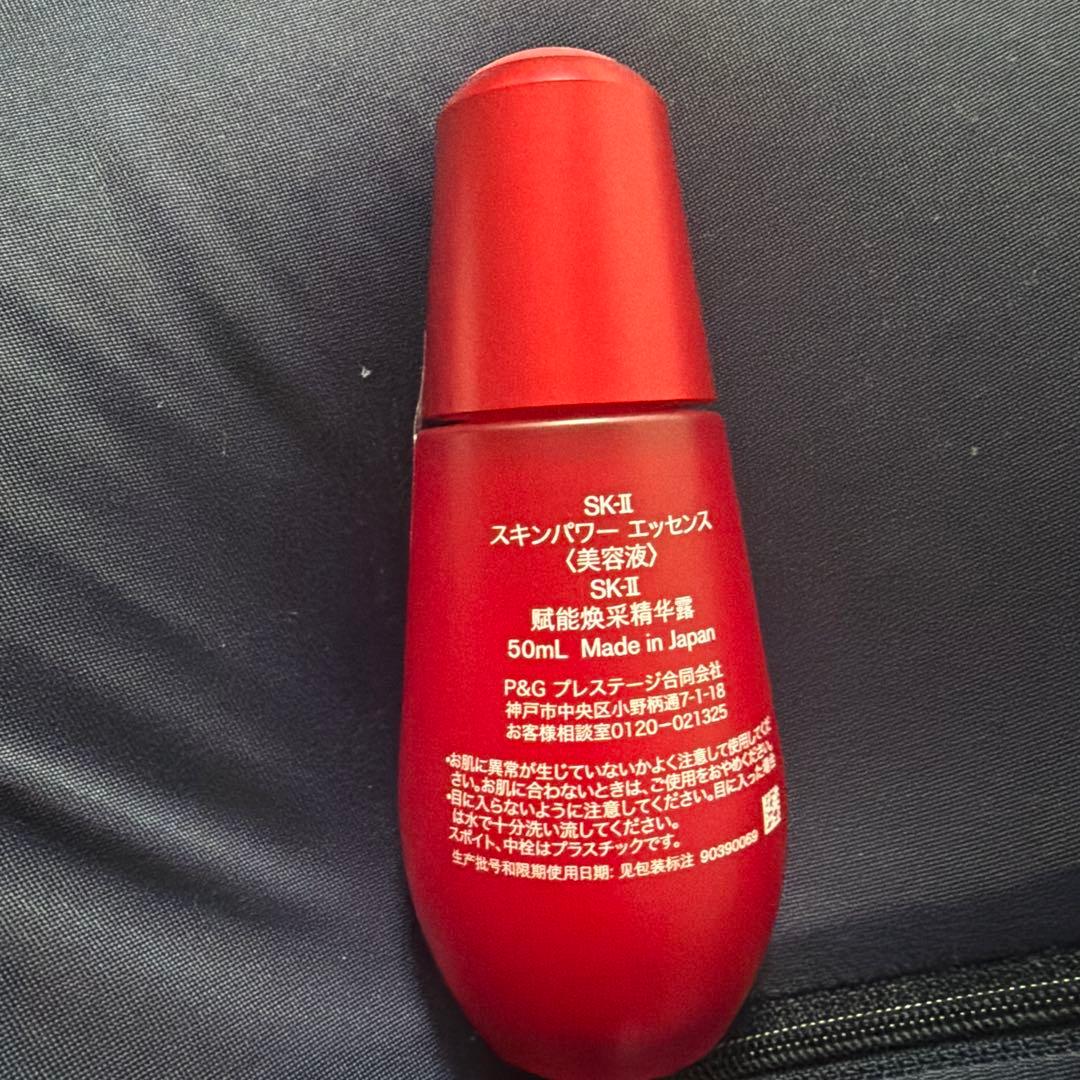 SK-II
スキンパワー エッセンス
〈美容液〉
SK-II
赋能焕采精华露
50mL Made in Japan
P&G プレステージ合同会社
神戸市中央区小野柄通7-1-18
お客様相談室0120-021325
•お肌に異常が生じていないかよく注意して使用してくだ
さい。お肌に合わないときは、ご使用をおやめください。
•目に入らないように注意してください。目に入った場合
は水で十分洗い流してください。
スポイト、中栓はプラスチックです。
生产批号和限期使用日期: 见包装标注 90390069